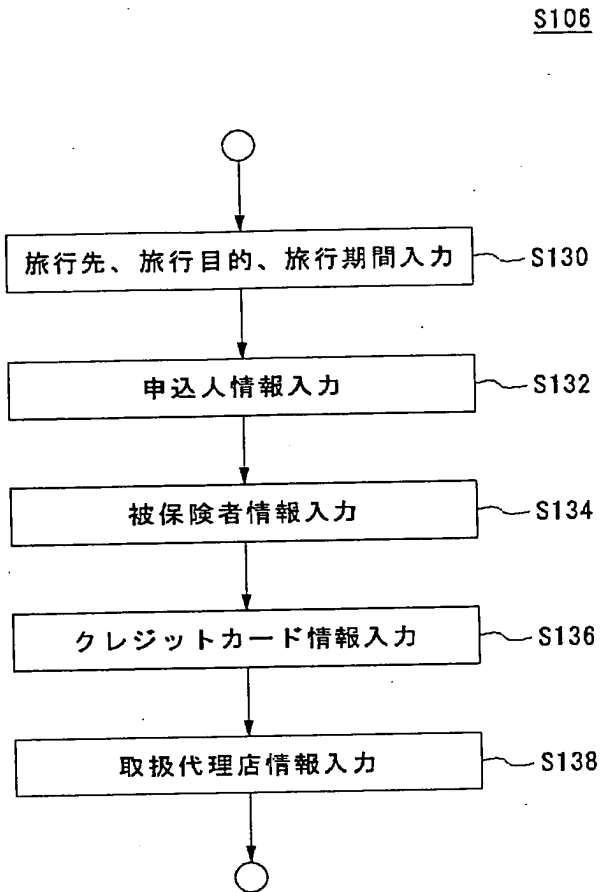 S106
旅行先、旅行目的、旅行期間入力
S130
申込人情報入力
S132
被保険者情報入力
S134
クレジットカード情報入力
S136
取扱代理店情報入力
S138